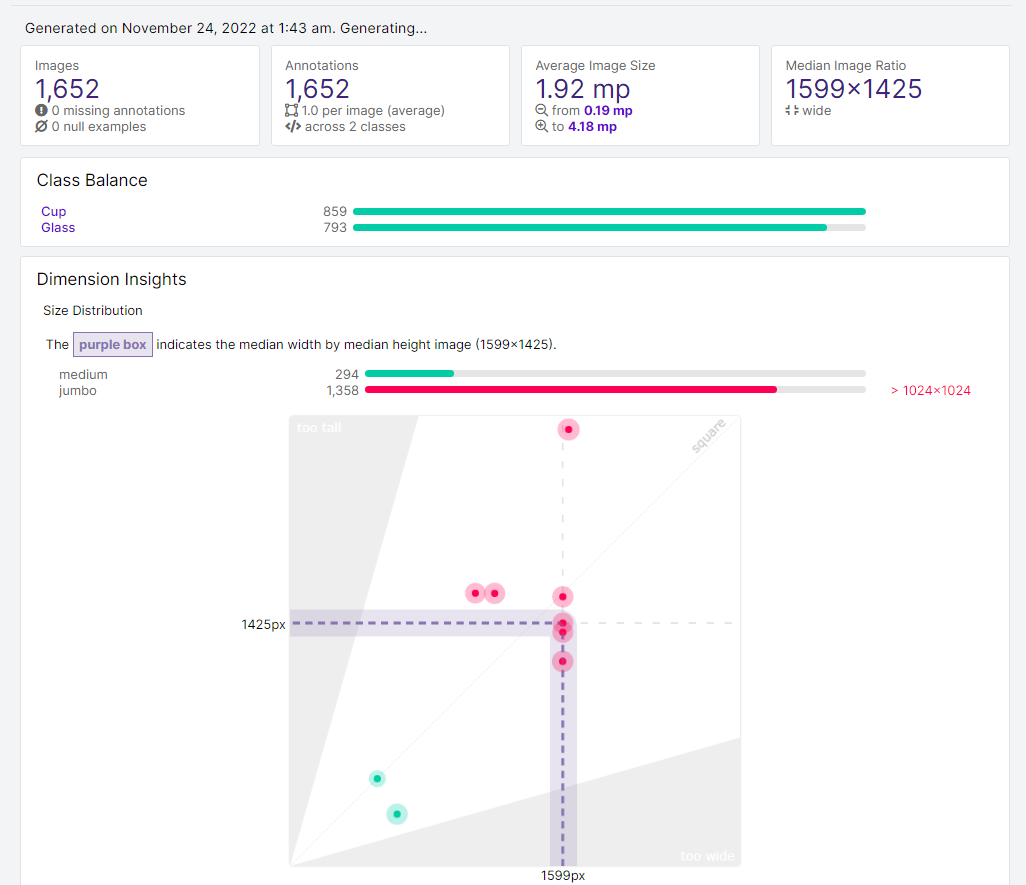 Generated on November 24, 2022 at 1:43 am. Generating...
Images
1,652
0 missing annotations
0 null examples
Annotations
1,652
1.0 per image (average)
across 2 classes
Average Image Size
1.92 mp
from 0.19 mp
to 4.18 mp
Median Image Ratio
1599×1425
wide
Class Balance
Cup 859
Glass 793
Dimension Insights
Size Distribution
The purple box indicates the median width by median height image (1599×1425).
medium 294
jumbo 1,358 > 1024×1024
too tall
square
1425px
too wide
1599px